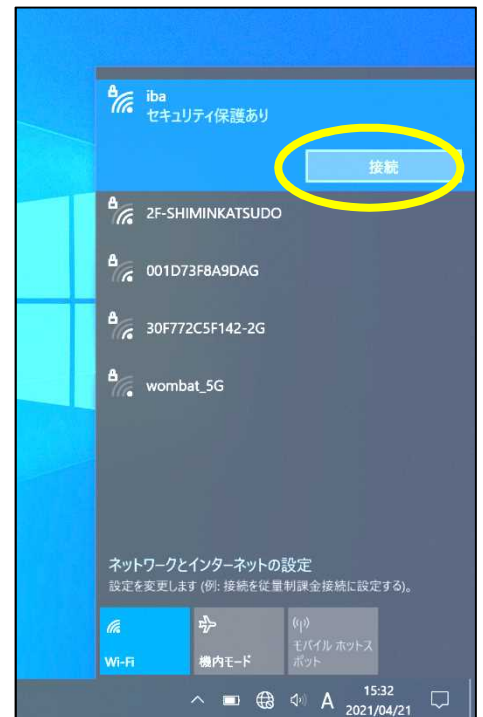 iba
セキュリティ保護あり
接続
2F-SHIMINKATSUDO
001D73F8A9DAG
30F772C5F142-2G
wombat_5G
ネットワークとインターネットの設定
設定を変更します (例: 接続を従量制課金接続に設定する)。
Wi-Fi
機内モード
モバイル ホットス
ポット
A
15:32
2021/04/21